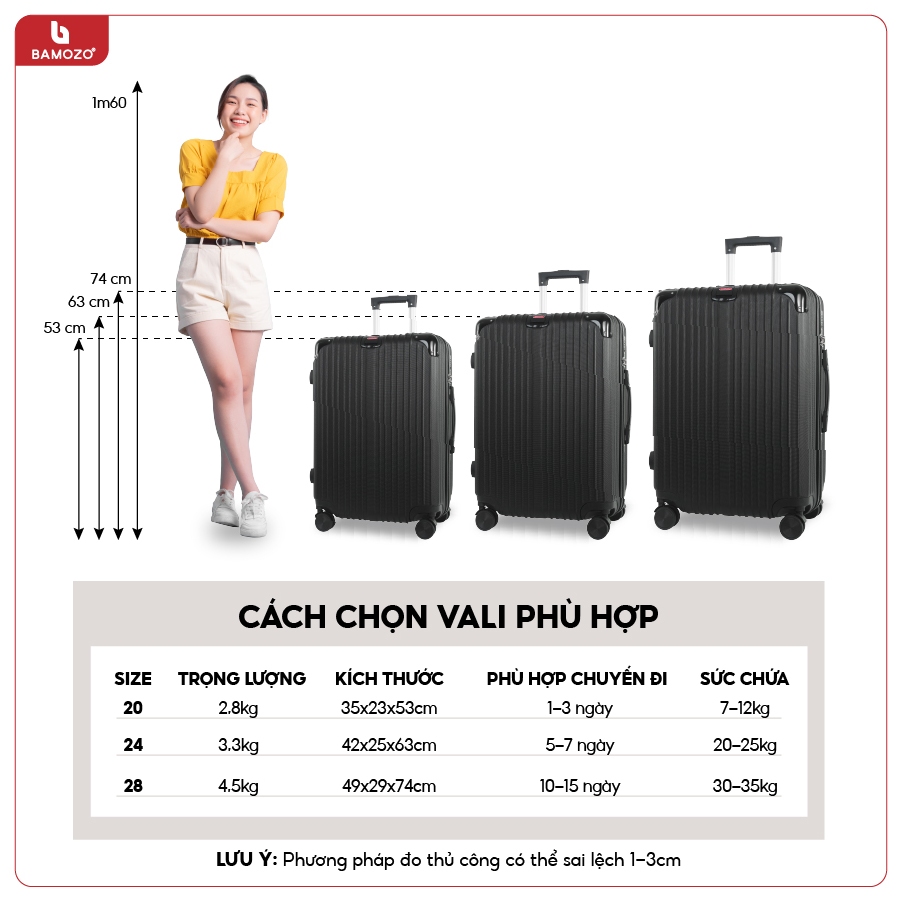 BAMOZO®
1m60
74 cm
63 cm
53 cm
CÁCH CHỌN VALI PHÙ HỢP
SIZE TRỌNG LƯỢNG KÍCH THƯỚC PHÙ HỢP CHUYẾN ĐI SỨC CHỨA
20 2.8kg 35x23x53cm 1–3 ngày 7–12kg
24 3.3kg 42x25x63cm 5–7 ngày 20–25kg
28 4.5kg 49x29x74cm 10–15 ngày 30–35kg
LƯU Ý: Phương pháp đo thủ công có thể sai lệch 1–3cm